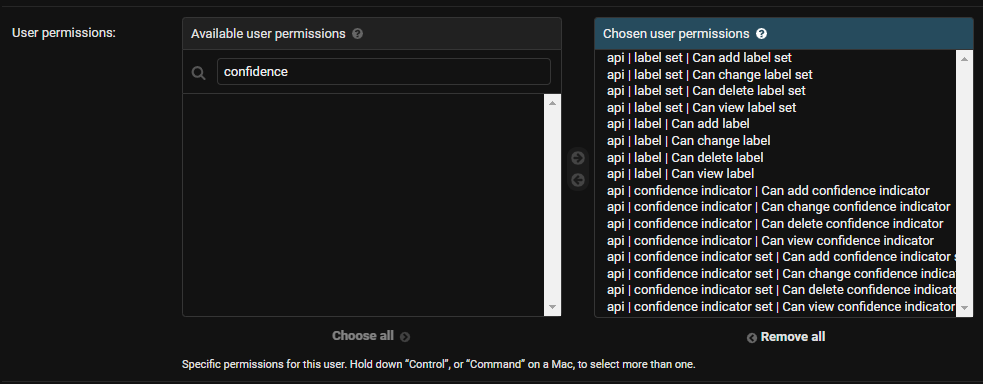 User permissions:
Available user permissions ?
confidence
Choose all
Chosen user permissions ?
api | label set | Can add label set
api | label set | Can change label set
api | label set | Can delete label set
api | label set | Can view label set
api | label | Can add label
api | label | Can change label
api | label | Can delete label
api | label | Can view label
api | confidence indicator | Can add confidence indicator
api | confidence indicator | Can change confidence indicator
api | confidence indicator | Can delete confidence indicator
api | confidence indicator | Can view confidence indicator
api | confidence indicator set | Can add confidence indicator
api | confidence indicator set | Can change confidence
api | confidence indicator set | Can delete confidence
api | confidence indicator set | Can view confidence indicator
Remove all
Specific permissions for this user. Hold down “Control”, or “Command” on a Mac, to select more than one.